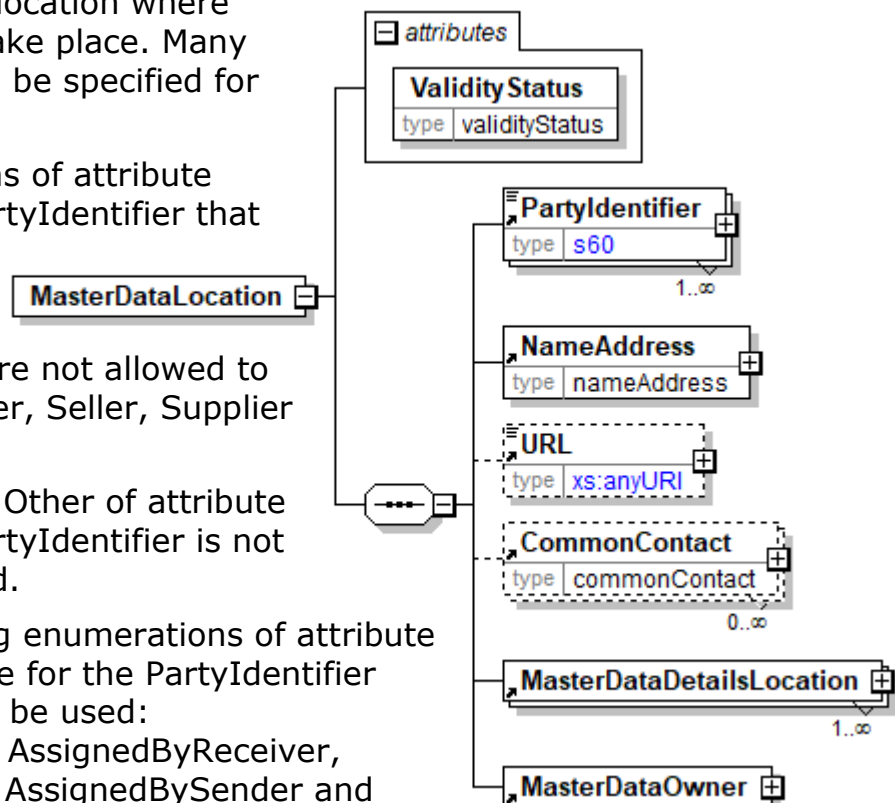 location where
ake place. Many
be specified for
ns of attribute
rtyIdentifier that
re not allowed to
er, Seller, Supplier
Other of attribute
rtyIdentifier is not
d.
g enumerations of attribute
e for the PartyIdentifier
be used:
AssignedByReceiver,
AssignedBySender and
MasterDataLocation
attributes
ValidityStatus
type validityStatus
PartyIdentifier
type s60
1..∞
NameAddress
type nameAddress
URL
type xs:anyURI
CommonContact
type commonContact
0..∞
MasterDataDetailsLocation
1..∞
MasterDataOwner